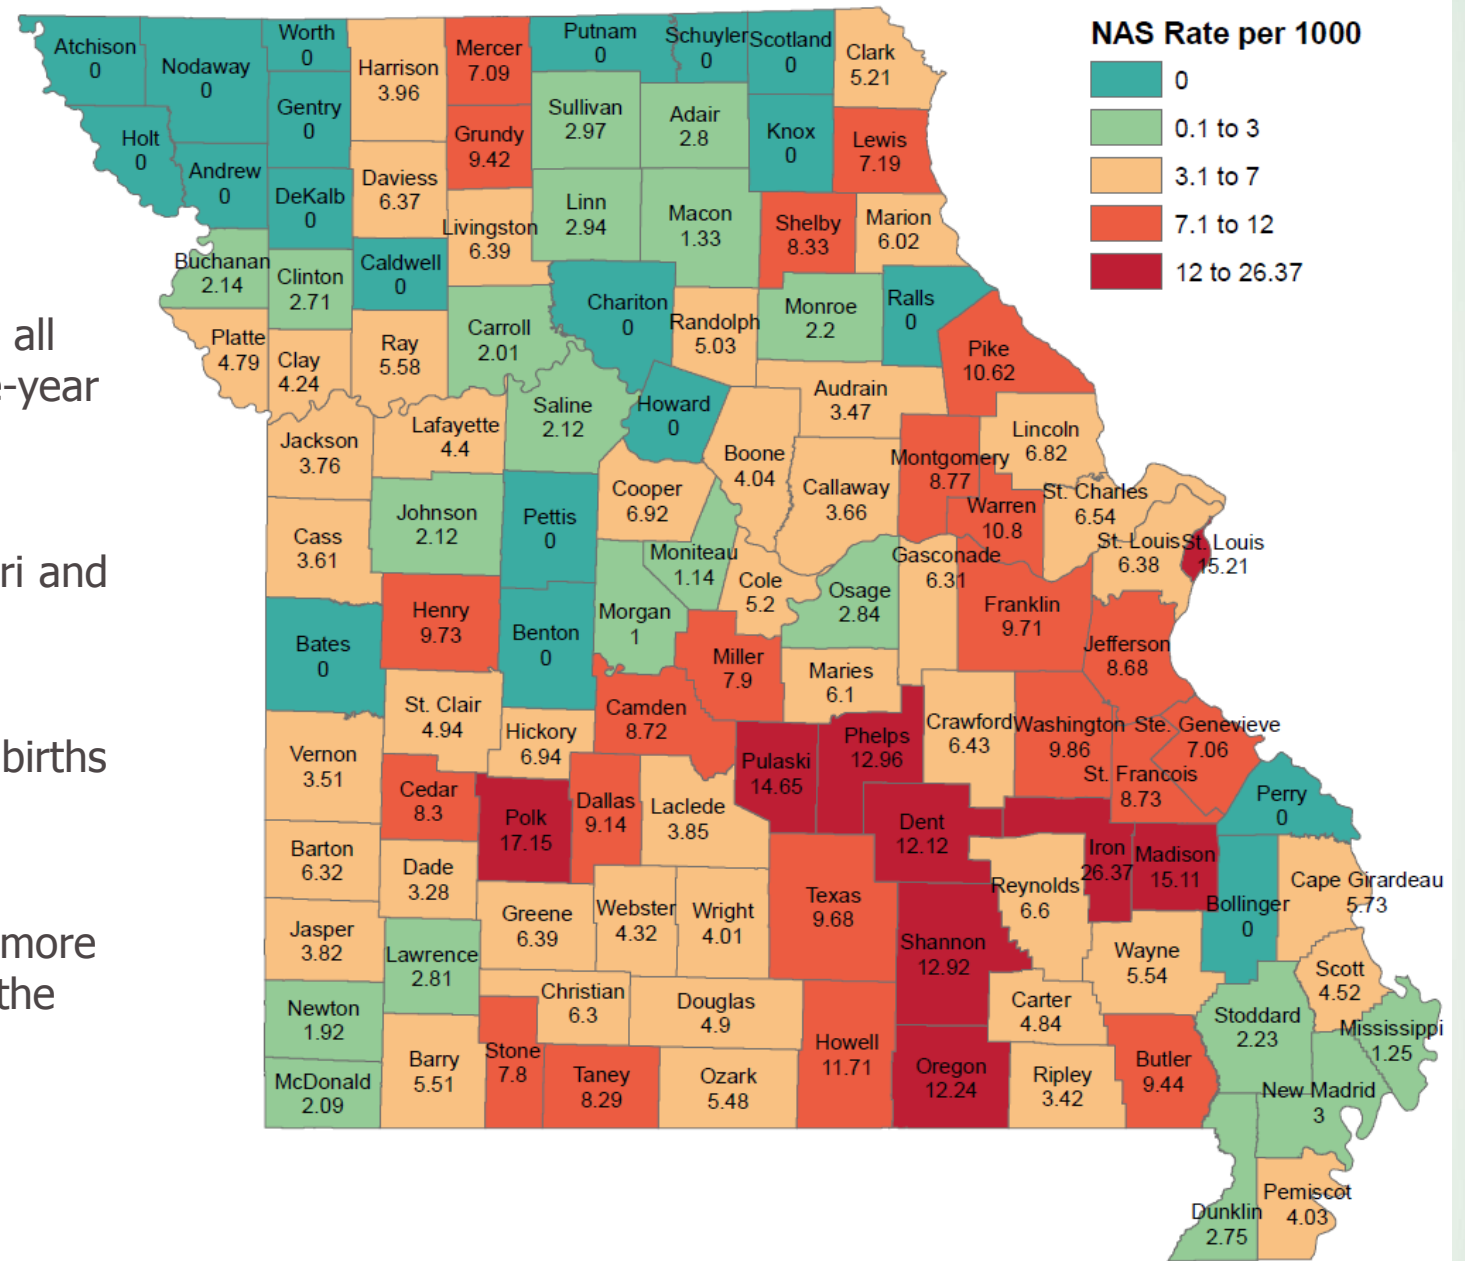 all
e-year
ri and
births
more
the
NAS Rate per 1000
0
0.1 to 3
3.1 to 7
7.1 to 12
12 to 26.37
Atchison
0
Nodaway
0
Worth
0
Harrison
3.96
Mercer
7.09
Putnam
0
Schuyler
0
Scotland
0
Clark
5.21
Holt
0
Andrew
0
Gentry
0
DeKalb
0
Daviess
6.37
Grundy
9.42
Sullivan
2.97
Adair
2.8
Knox
0
Lewis
7.19
Buchanan
2.14
Clinton
2.71
Caldwell
0
Livingston
6.39
Linn
2.94
Macon
1.33
Shelby
8.33
Marion
6.02
Platte
4.79
Clay
4.24
Ray
5.58
Carroll
2.01
Chariton
0
Randolph
5.03
Monroe
2.2
Ralls
0
Pike
10.62
Jackson
3.76
Lafayette
4.4
Saline
2.12
Howard
0
Boone
4.04
Audrain
3.47
Callaway
3.66
Montgomery
8.77
Lincoln
6.82
Warren
10.8
St. Charles
6.54
St. Louis
6.38
St. Louis
15.21
Cass
3.61
Johnson
2.12
Pettis
0
Cooper
6.92
Moniteau
1.14
Cole
5.2
Osage
2.84
Gasconade
6.31
Franklin
9.71
Jefferson
8.68
Bates
0
Henry
9.73
Benton
0
Morgan
1
Miller
7.9
Maries
6.1
Vernon
3.51
St. Clair
4.94
Hickory
6.94
Camden
8.72
Pulaski
14.65
Phelps
12.96
Crawford
6.43
Washington
9.86
Ste. Genevieve
7.06
St. Francois
8.73
Perry
0
Barton
6.32
Cedar
8.3
Polk
17.15
Dallas
9.14
Laclede
3.85
Dent
12.12
Iron
26.37
Madison
15.11
Bollinger
0
Cape Girardeau
5.73
Jasper
3.82
Dade
3.28
Greene
6.39
Webster
4.32
Wright
4.01
Texas
9.68
Shannon
12.92
Reynolds
6.6
Wayne
5.54
Scott
4.52
Newton
1.92
Lawrence
2.81
Christian
6.3
Douglas
4.9
Howell
11.71
Carter
4.84
Stoddard
2.23
Mississippi
1.25
McDonald
2.09
Barry
5.51
Stone
7.8
Taney
8.29
Ozark
5.48
Oregon
12.24
Ripley
3.42
Butler
9.44
New Madrid
3
Dunklin
2.75
Pemiscot
4.03